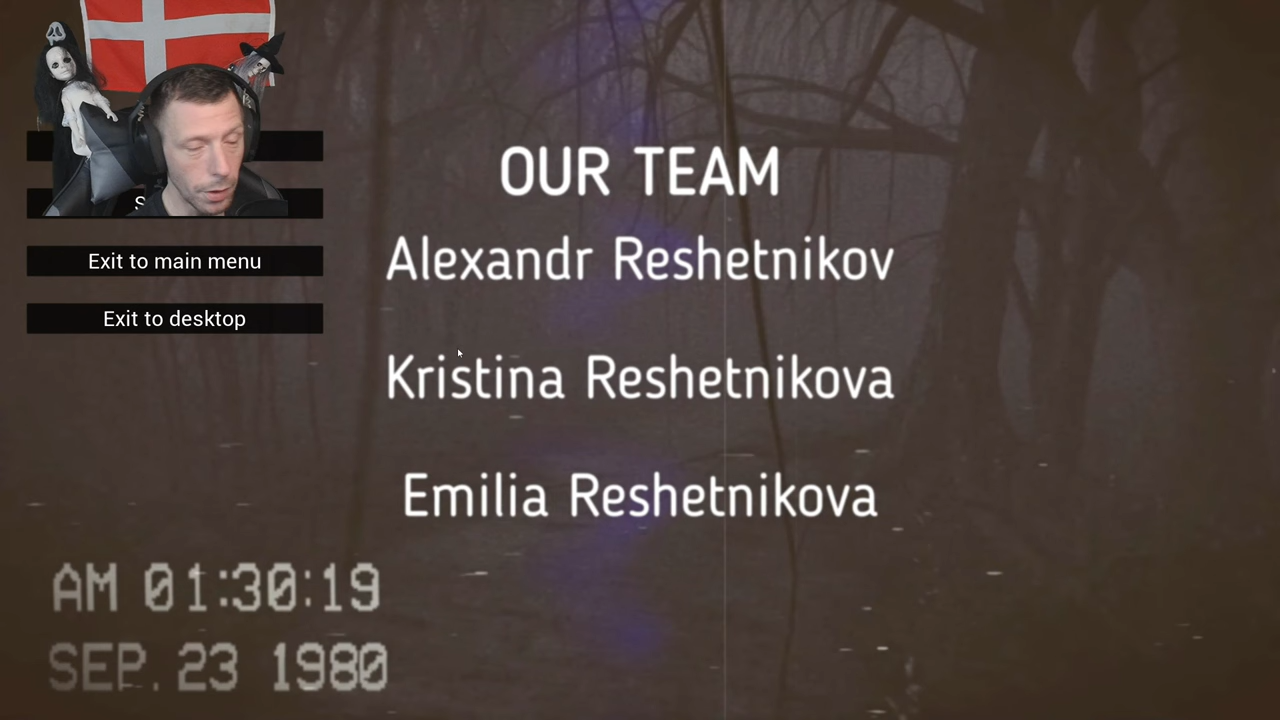 OUR TEAM
Alexandr Reshetnikov
Kristina Reshetnikova
Emilia Reshetnikova
Exit to main menu
Exit to desktop
AM 01:30:19
SEP. 23 1980